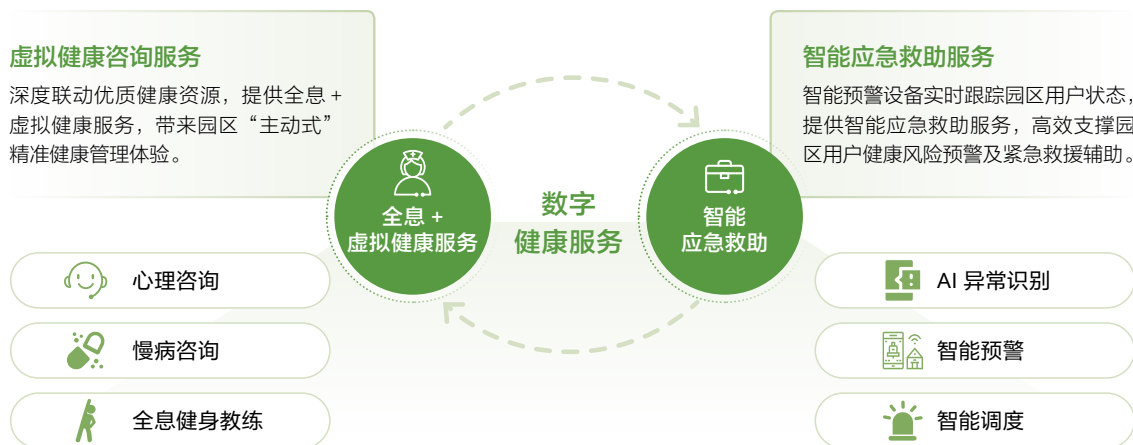 虚拟健康咨询服务
深度联动优质健康资源，提供全息 +
虚拟健康服务，带来园区“主动式”
精准健康管理体验。
智能应急救助服务
智能预警设备实时跟踪园区用户状态，
提供智能应急救助服务，高效支撑园
区用户健康风险预警及紧急救援辅助。
全息 +
虚拟健康服务
数字
健康服务
智能
应急救助
心理咨询
慢病咨询
全息健身教练
AI 异常识别
智能预警
智能调度